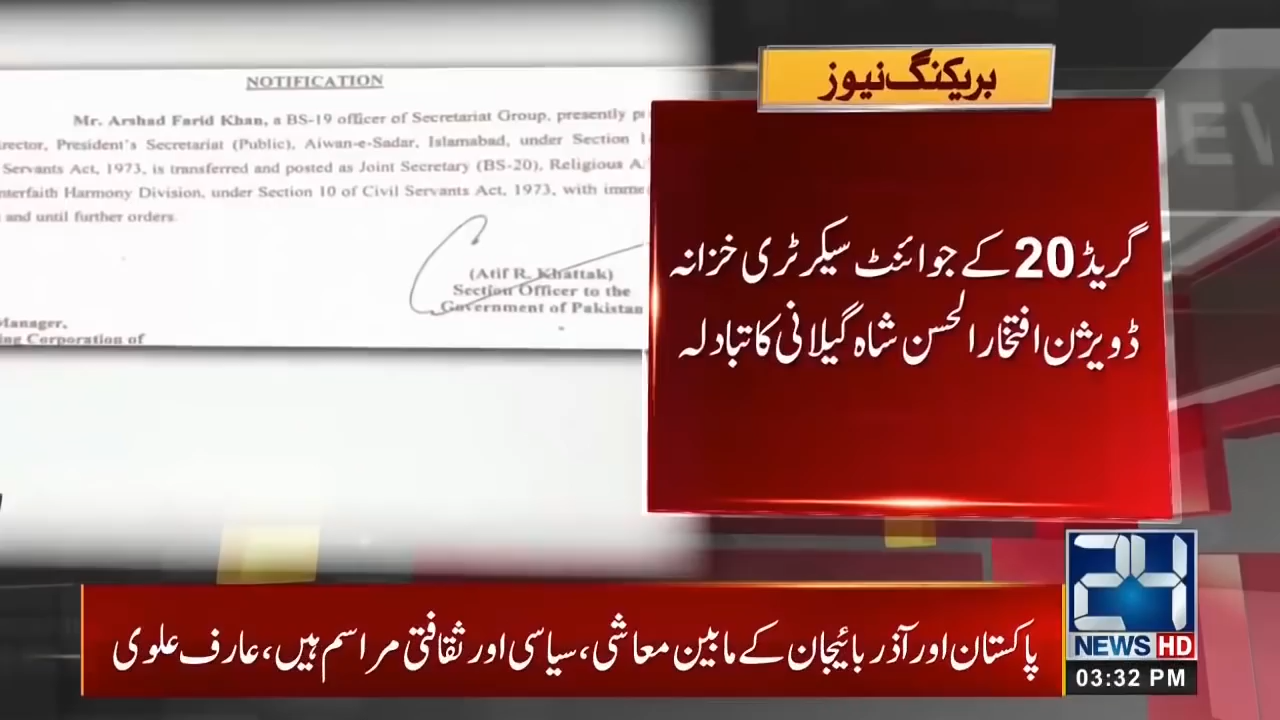 NOTIFICATION
Mr. Arshad Farid Khan, a BS-19 officer of Secretariat Group, presently
rector, President's Secretariat (Public), Aiwan-e-Sadar, Islamabad, under Section
Servants Act, 1973, is transferred and posted as Joint Secretary (BS-20), Religious
nterfaith Harmony Division, under Section 10 of Civil Servants Act, 1973, with imme
and until further orders.
(Atif R. Khattak)
Section Officer to the
Government of Pakistan
Manager,
ing Corporation of
بریکنگ نیوز
گریڈ 20 کے جوائنٹ سیکرٹری خزانہ
ڈویژن افتخار الحسن شاہ گیلانی کا تبادلہ
پاکستان اور آذربائیجان کے مابین معاشی، سیاسی اور ثقافتی مراسم ہیں، عارف علوی
24
NEWS HD
03:32 PM